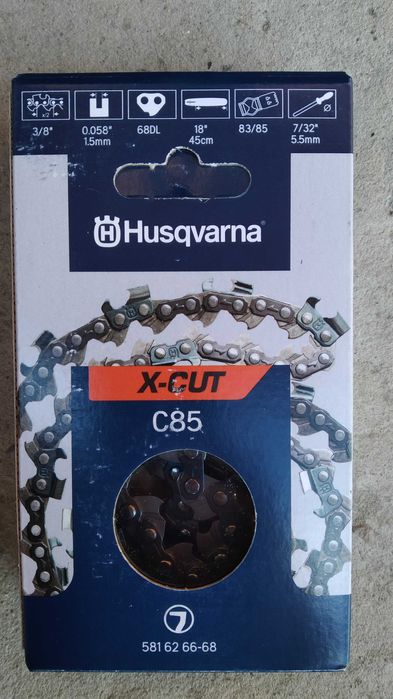 3/8" 0.058" 68DL 18" 83/85 7/32"
1.5mm 45cm 5.5mm
Husqvarna
X-CUT
C85
581 62 66-68